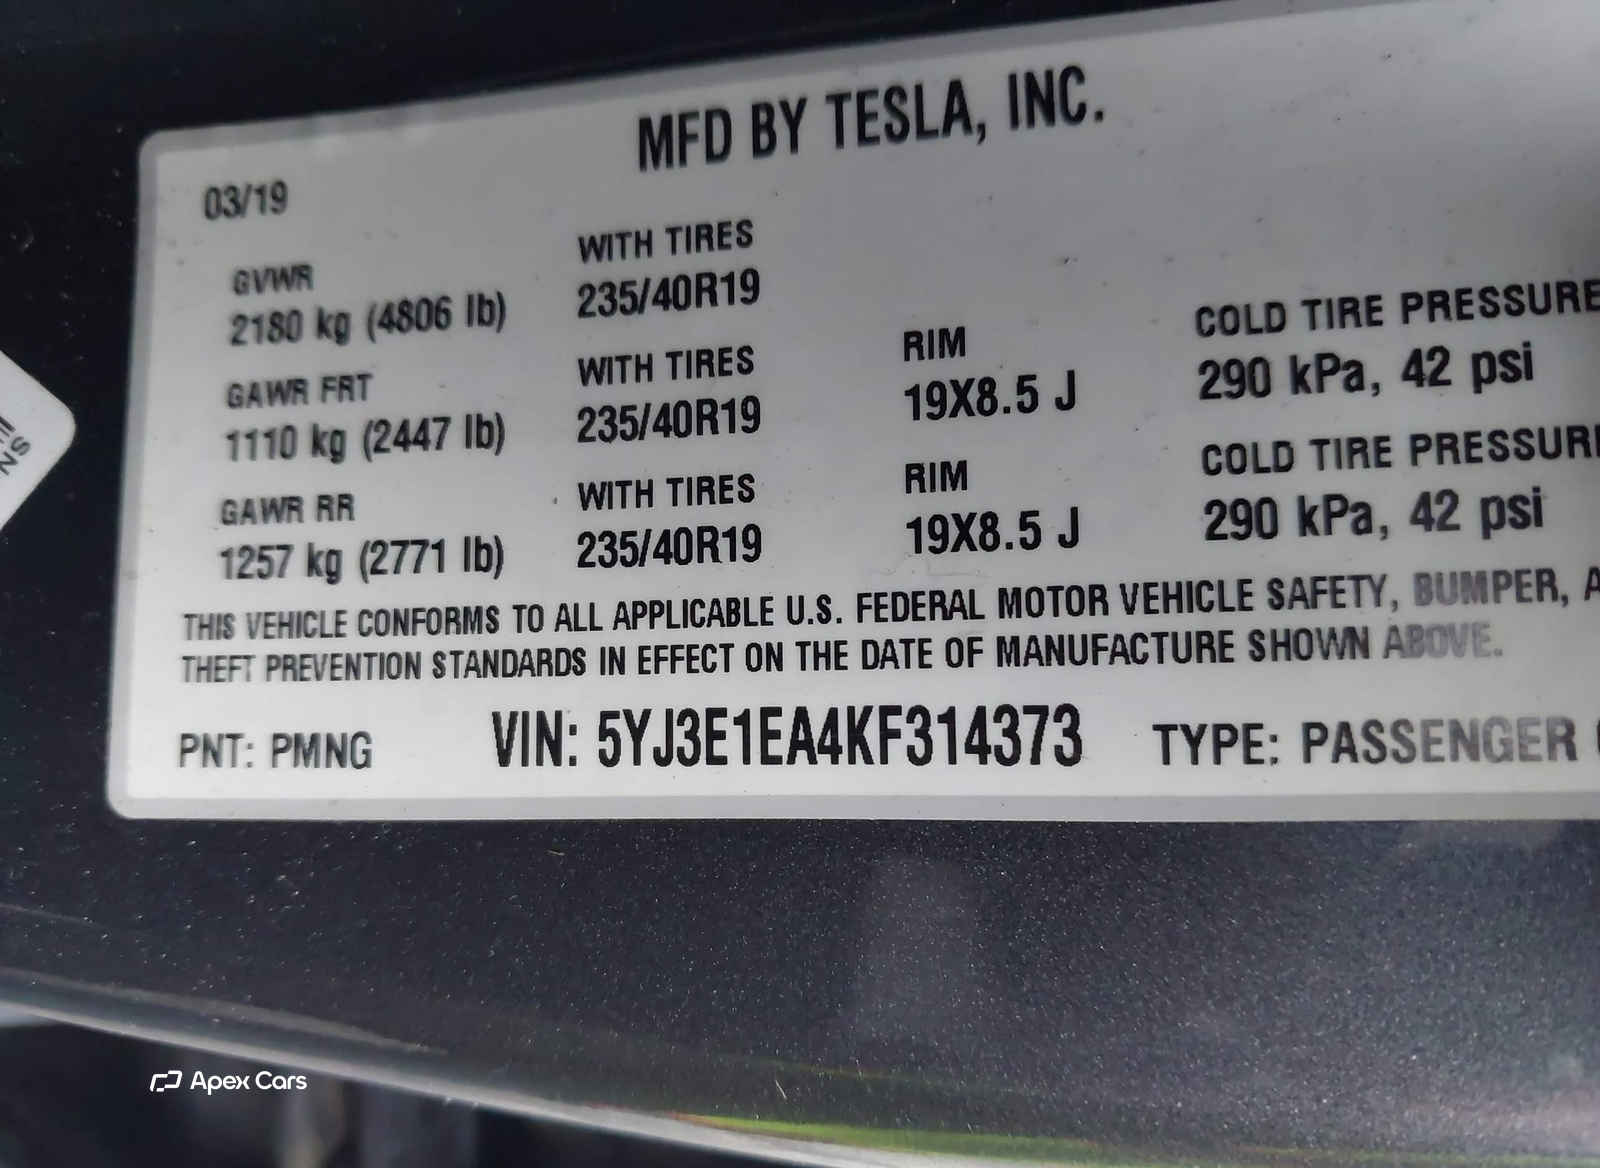 MFD BY TESLA, INC.
03/19
GVWR
2180 kg (4806 lb)
WITH TIRES
235/40R19
GAWR FRT
1110 kg (2447 lb)
WITH TIRES
235/40R19
RIM
19X8.5 J
COLD TIRE PRESSURE
290 kPa, 42 psi
GAWR RR
1257 kg (2771 lb)
WITH TIRES
235/40R19
RIM
19X8.5 J
COLD TIRE PRESSUR
290 kPa, 42 psi
THIS VEHICLE CONFORMS TO ALL APPLICABLE U.S. FEDERAL MOTOR VEHICLE SAFETY, BUMPER, A
THEFT PREVENTION STANDARDS IN EFFECT ON THE DATE OF MANUFACTURE SHOWN ABOVE.
PNT: PMNG VIN: 5YJ3E1EA4KF314373 TYPE: PASSENGER
SN
Apex Cars